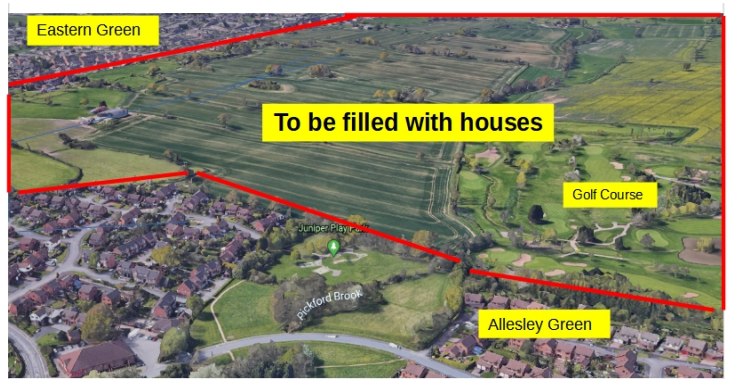 Eastern Green
To be filled with houses
Golf Course
Juniper Play Park
Pickford Brook
Allesley Green